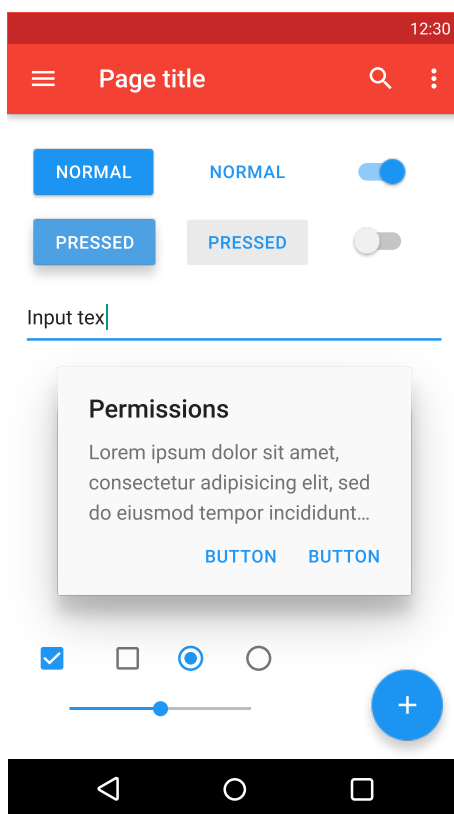 12:30
Page title
NORMAL NORMAL
PRESSED PRESSED
Input tex
Permissions
Lorem ipsum dolor sit amet,
consectetur adipisicing elit, sed
do eiusmod tempor incididunt...
BUTTON BUTTON